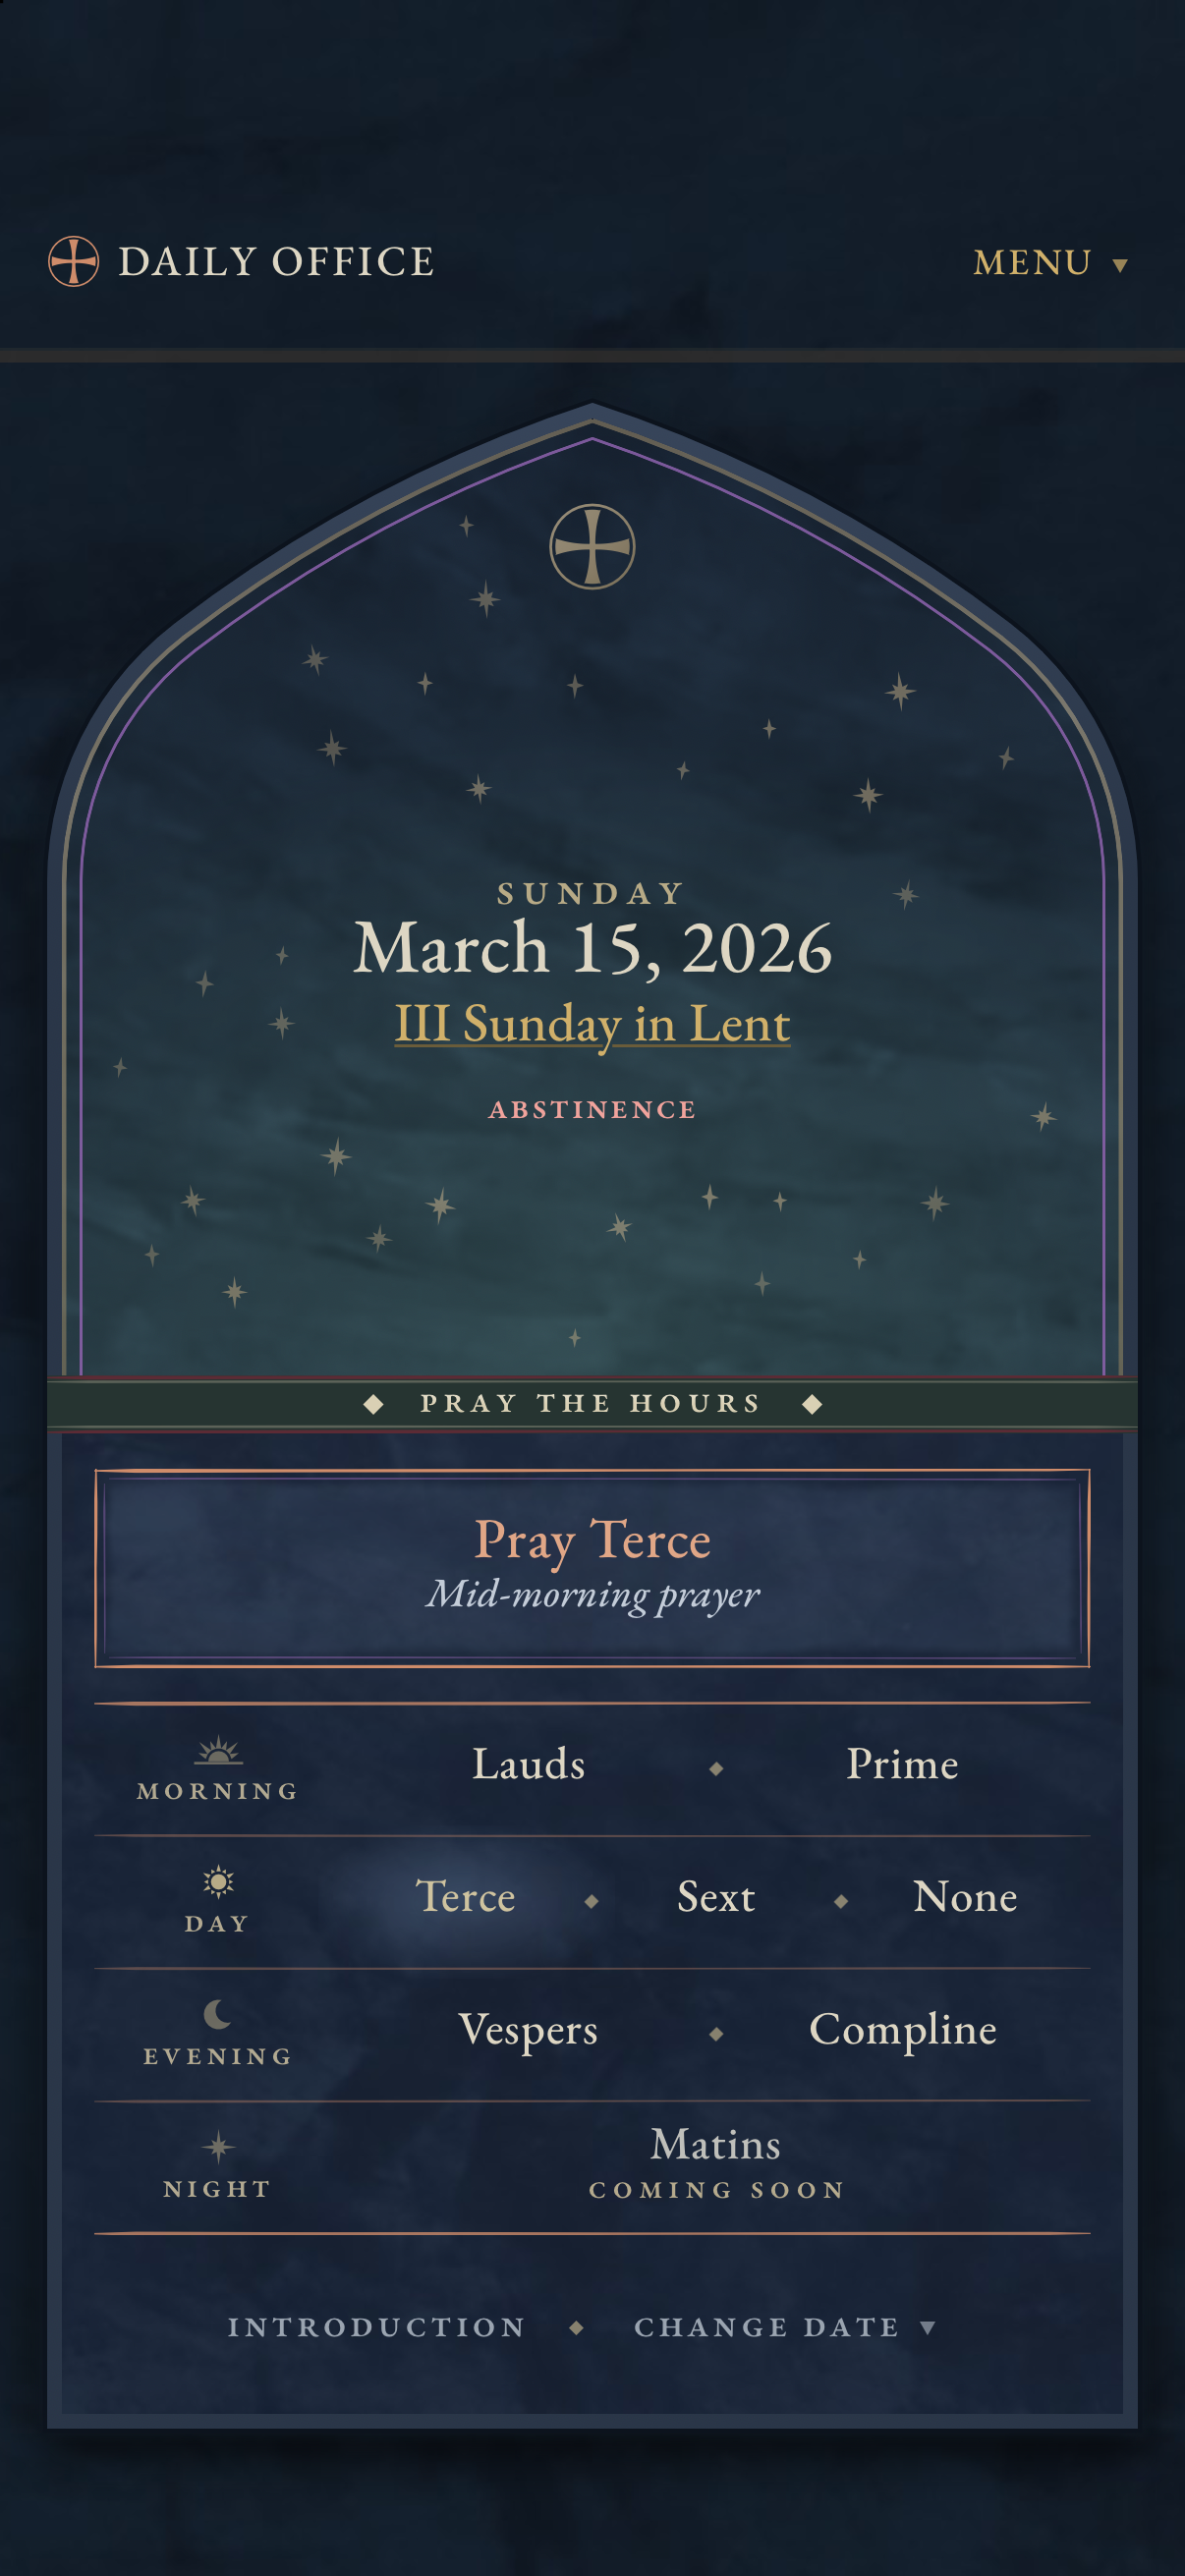 DAILY OFFICE
MENU ▼
SUNDAY
March 15, 2026
III Sunday in Lent
ABSTINENCE
◆ PRAY THE HOURS ◆
Pray Terce
Mid-morning prayer
MORNING
Lauds ◆ Prime
DAY
Terce ◆ Sext ◆ None
EVENING
Vespers ◆ Compline
NIGHT
Matins
COMING SOON
INTRODUCTION ◆ CHANGE DATE ▼